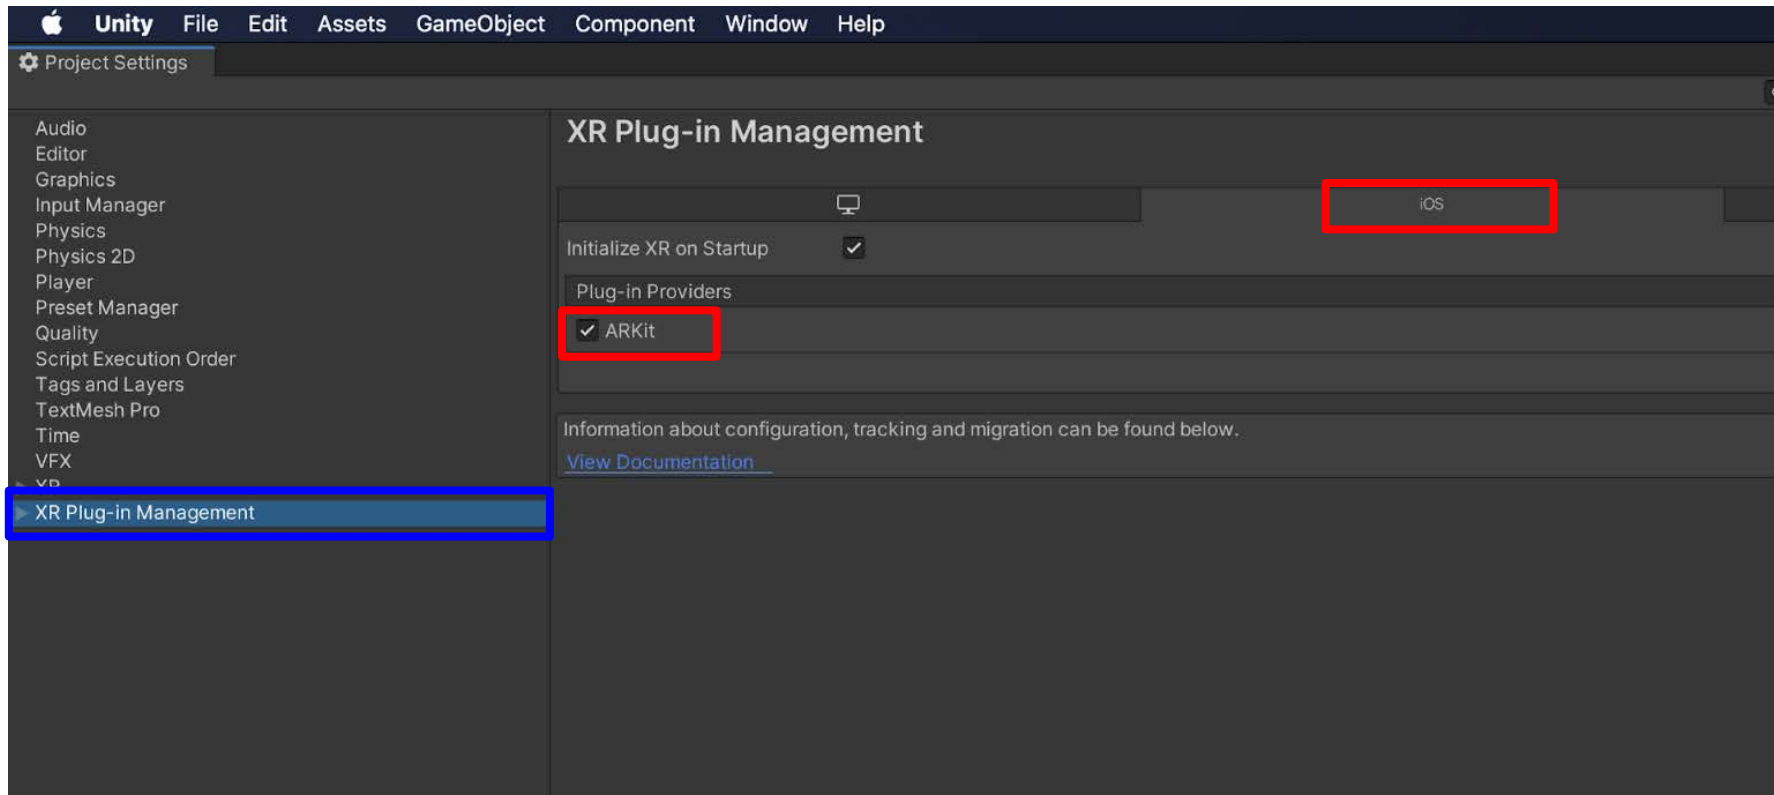 Unity File Edit Assets GameObject Component Window Help
Project Settings
Audio
Editor
Graphics
Input Manager
Physics
Physics 2D
Player
Preset Manager
Quality
Script Execution Order
Tags and Layers
TextMesh Pro
Time
VFX
XR
XR Plug-in Management
XR Plug-in Management
iOS
Initialize XR on Startup
Plug-in Providers
ARKit
Information about configuration, tracking and migration can be found below.
View Documentation